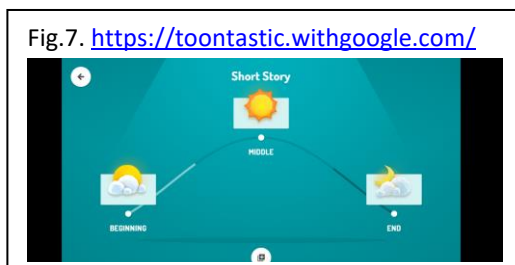 Fig.7. https://toontastic.withgoogle.com/
Short Story
MIDDLE
BEGINNING
END